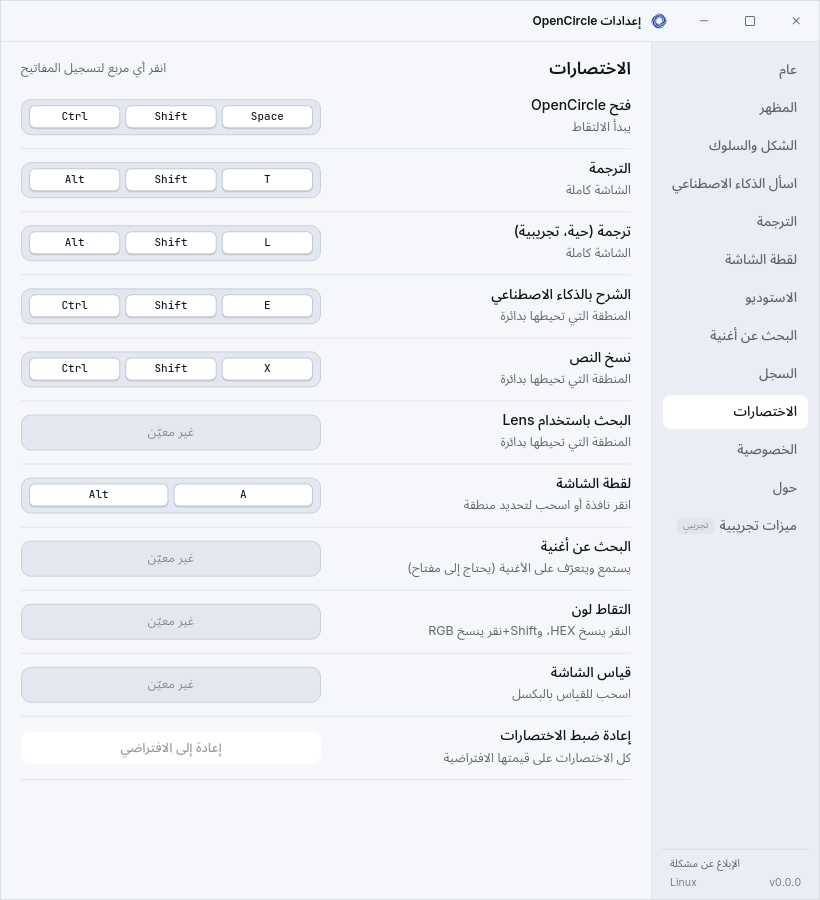 إعدادات OpenCircle
عام
المظهر
الشكل والسلوك
اسأل الذكاء الاصطناعي
الترجمة
لقطة الشاشة
الاستوديو
البحث عن أغنية
السجل
الاختصارات
الخصوصية
حول
ميزات تجريبية تجريبي
الإبلاغ عن مشكلة
v0.0.0 Linux
الاختصارات
انقر أي مربع لتسجيل المفاتيح
فتح OpenCircle
يبدأ الالتقاط
Ctrl Shift Space
الترجمة
الشاشة كاملة
Alt Shift T
ترجمة (حية، تجريبية)
الشاشة كاملة
Alt Shift L
الشرح بالذكاء الاصطناعي
المنطقة التي تحيطها بدائرة
Ctrl Shift E
نسخ النص
المنطقة التي تحيطها بدائرة
Ctrl Shift X
البحث باستخدام Lens
المنطقة التي تحيطها بدائرة
غير معيّن
لقطة الشاشة
انقر نافذة أو اسحب لتحديد منطقة
Alt A
البحث عن أغنية
يستمع ويتعرّف على الأغنية (يحتاج إلى مفتاح)
غير معيّن
التقاط لون
النقر ينسخ HEX، وShift+نقر ينسخ RGB
غير معيّن
قياس الشاشة
اسحب للقياس بالبكسل
غير معيّن
إعادة ضبط الاختصارات
كل الاختصارات على قيمتها الافتراضية
إعادة إلى الافتراضي